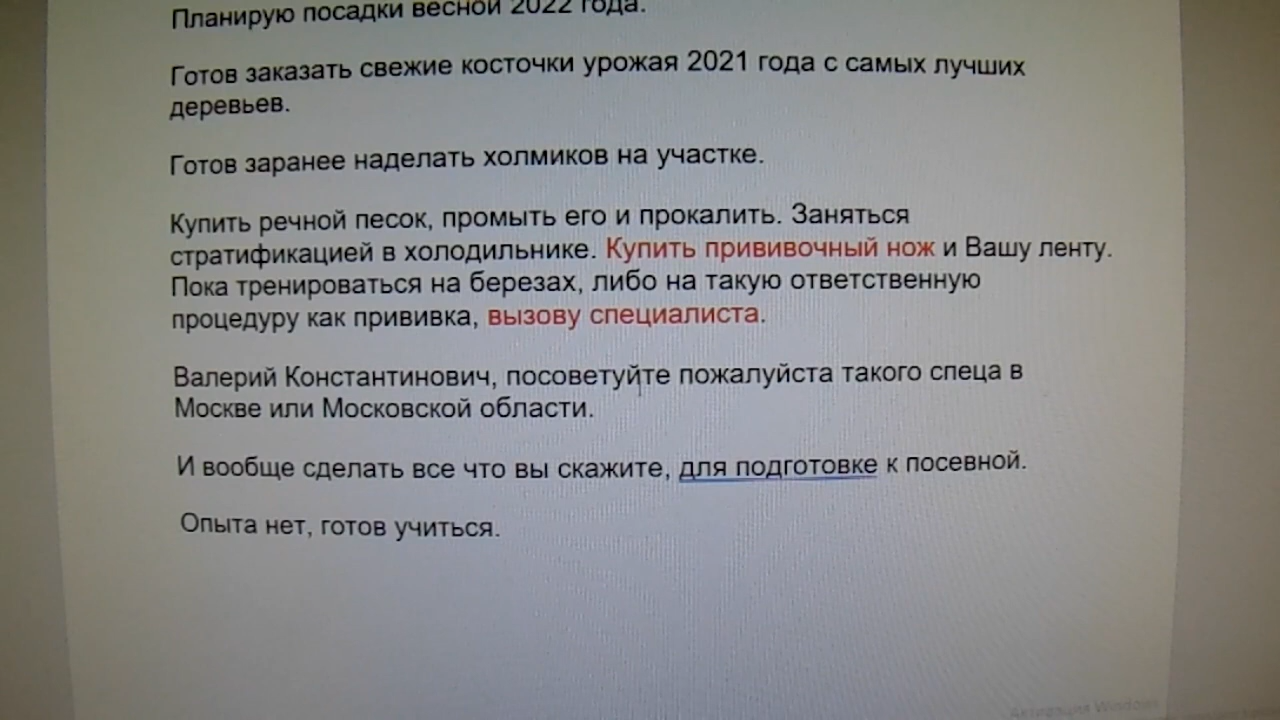 Планирую посадки весной 2022 года.
Готов заказать свежие косточки урожая 2021 года с самых лучших
деревьев.
Готов заранее наделать холмиков на участке.
Купить речной песок, промыть его и прокалить. Заняться
стратификацией в холодильнике. Купить прививочный нож и Вашу ленту.
Пока тренироваться на березах, либо на такую ответственную
процедуру как прививка, вызову специалиста.
Валерий Константинович, посоветуйте пожалуйста такого спеца в
Москве или Московской области.
И вообще сделать все что вы скажите, для подготовке к посевной.
Опыта нет, готов учиться.
Активация Windows